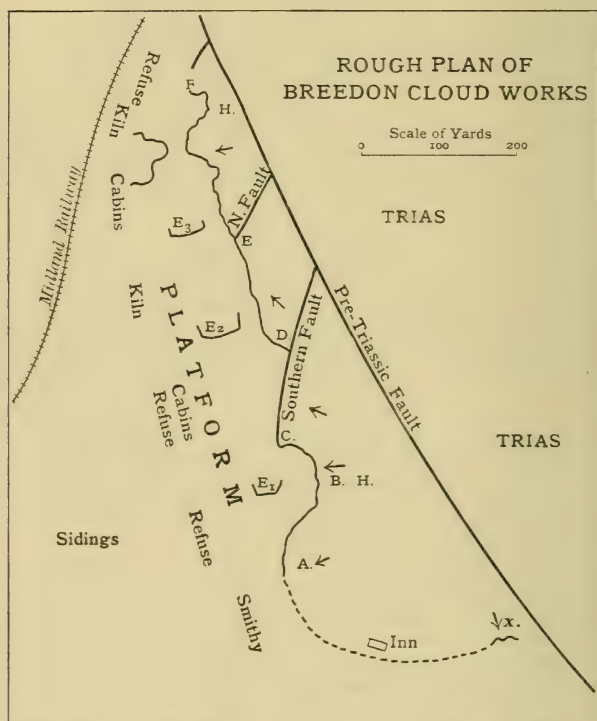 ROUGH PLAN OF
BREEDON CLOUD WORKS
Scale of Yards
0 100 200
TRIAS
TRIAS
Pre-Triassic Fault
N. Fault
Southern Fault
Midland Railway
Refuse
Kiln
Cabins
Kiln
PLATFORM
Cabins
Refuse
Refuse
Smithy
Sidings
F.
H.
E3
E
E2
D.
C.
B. H.
E1
A.
x.
Inn